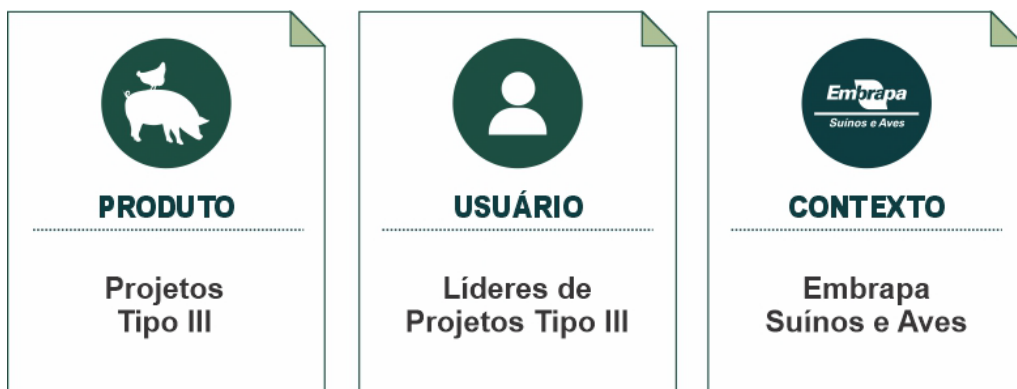 PRODUTO
Projetos
Tipo III
USUÁRIO
Líderes de
Projetos Tipo III
Embrapa
Suínos e Aves
CONTEXTO
Embrapa
Suínos e Aves